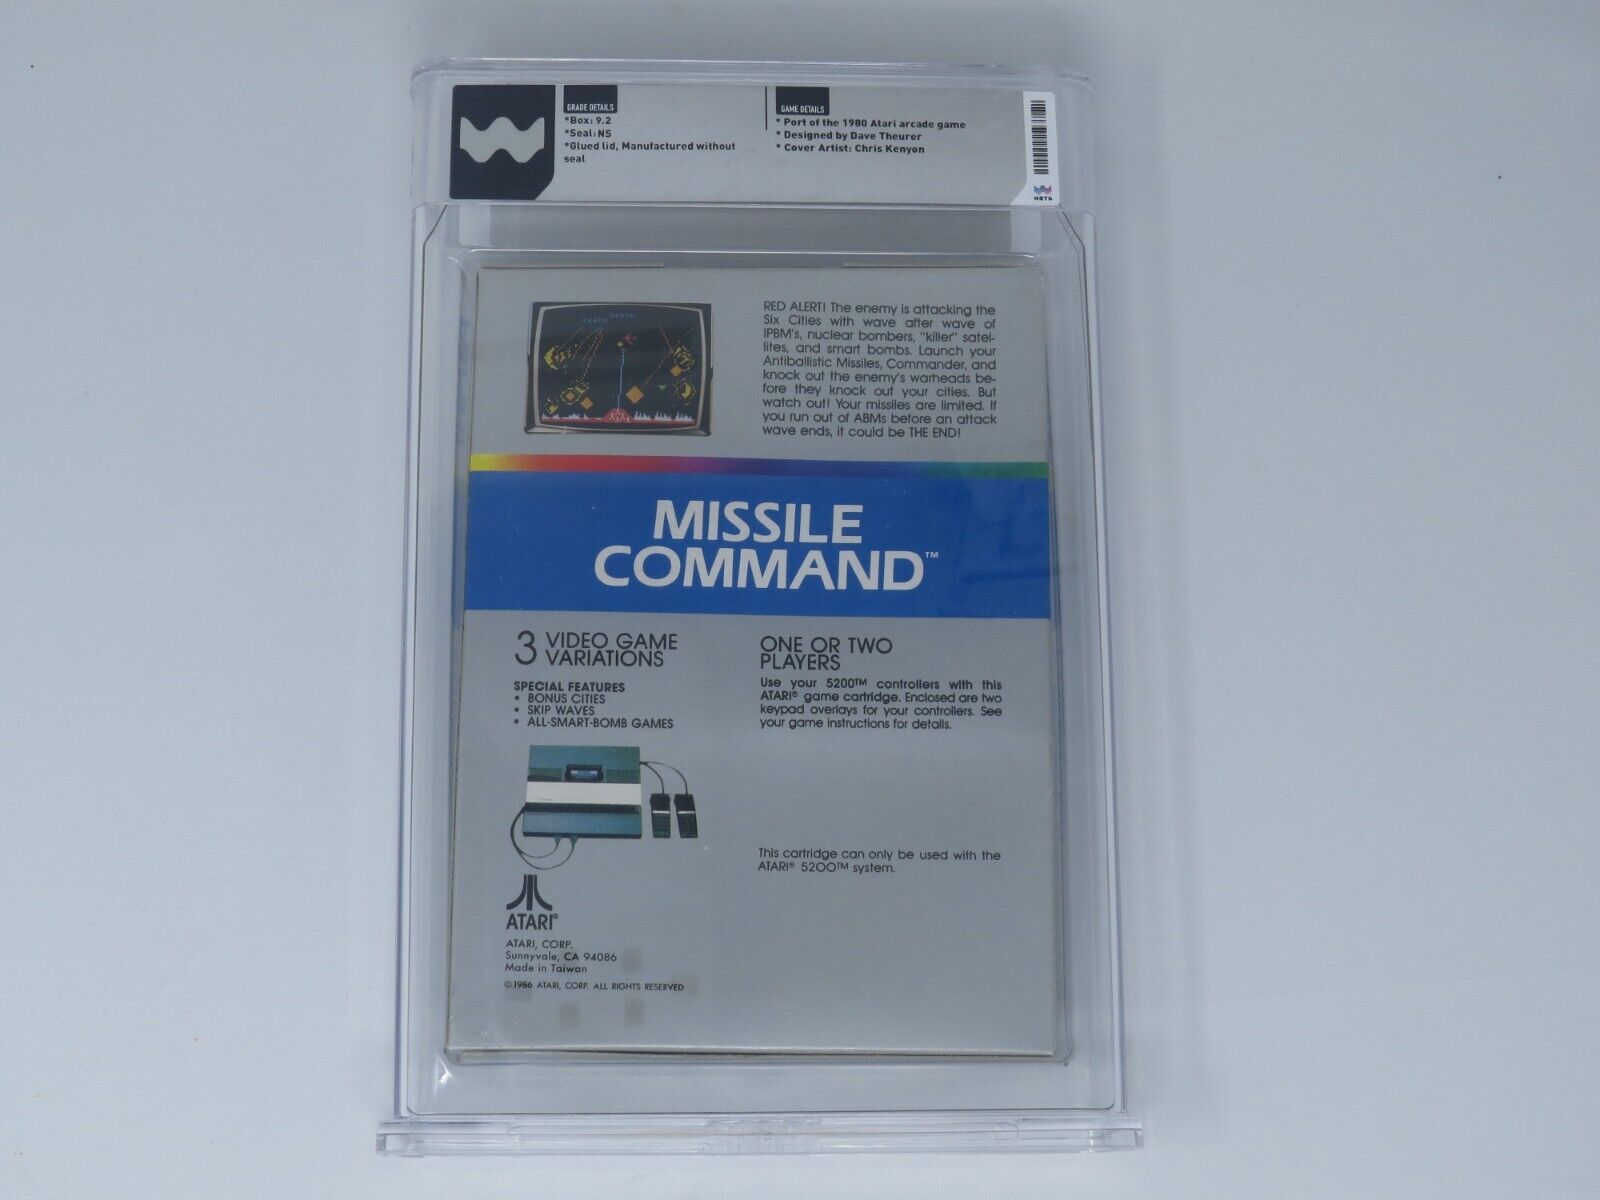 GRADE DETAILS
*Box: 9.2
*Seal: NS
*Glued lid, Manufactured without
seal
GAME DETAILS
* Port of the 1980 Atari arcade game
* Designed by Dave Theurer
* Cover Artist: Chris Kenyon
WATA
RED ALERT! The enemy is attacking the
Six Cities with wave after wave of
IPBM's, nuclear bombers, "killer" satel-
lites, and smart bombs. Launch your
Antiballistic Missiles, Commander, and
knock out the enemy's warheads be-
fore they knock out your cities. But
watch out! Your missiles are limited. If
you run out of ABMs before an attack
wave ends, it could be THE END!
MISSILE
COMMAND™
3 VIDEO GAME
VARIATIONS
SPECIAL FEATURES
• BONUS CITIES
• SKIP WAVES
• ALL-SMART-BOMB GAMES
ONE OR TWO
PLAYERS
Use your 5200™ controllers with this
ATARI® game cartridge. Enclosed are two
keypad overlays for your controllers. See
your game instructions for details.
This cartridge can only be used with the
ATARI® 5200™ system.
ATARI®
ATARI, CORP.
Sunnyvale, CA 94086
Made in Taiwan
©1986 ATARI, CORP. ALL RIGHTS RESERVED